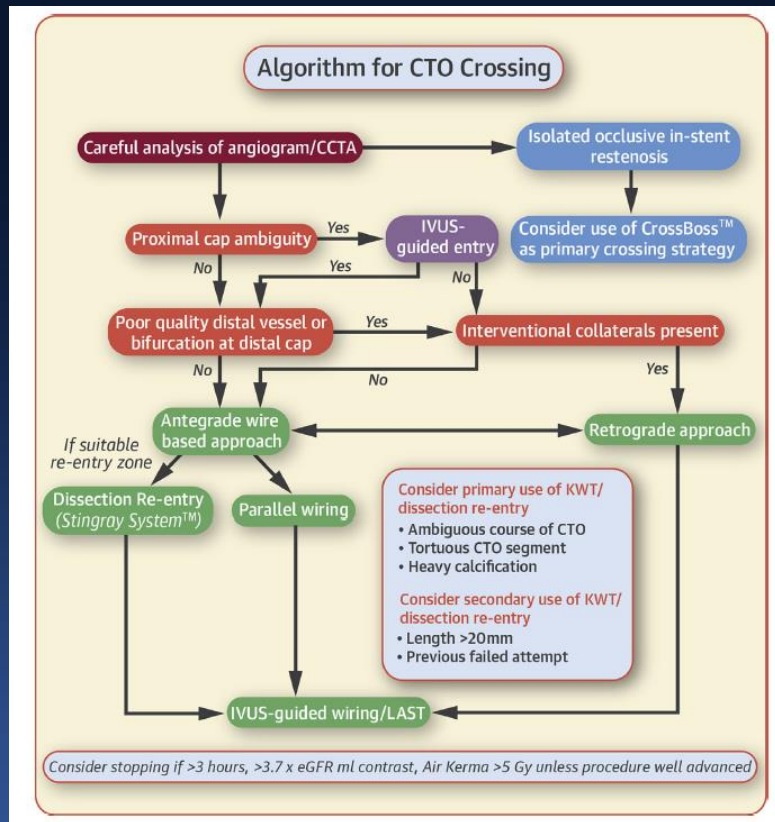 Algorithm for CTO Crossing
Careful analysis of angiogram/CCTA
Isolated occlusive in-stent
restenosis
Proximal cap ambiguity
Yes
IVUS-
guided entry
Consider use of CrossBoss™
as primary crossing strategy
No
Yes
No
Poor quality distal vessel or
bifurcation at distal cap
Yes
Interventional collaterals present
No
No
Yes
Antegrade wire
based approach
Retrograde approach
If suitable
re-entry zone
Dissection Re-entry
(Stingray System™)
Parallel wiring
Consider primary use of KWT/
dissection re-entry
• Ambiguous course of CTO
• Tortuous CTO segment
• Heavy calcification
Consider secondary use of KWT/
dissection re-entry
• Length >20mm
• Previous failed attempt
IVUS-guided wiring/LAST
Consider stopping if >3 hours, >3.7 x eGFR ml contrast, Air Kerma >5 Gy unless procedure well advanced